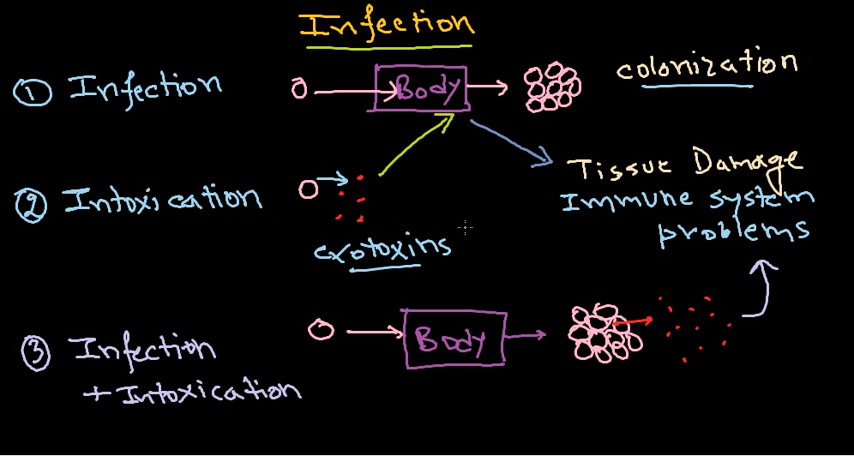 Infection
① Infection
Body
colonization
② Intoxication
exotoxins
Tissue Damage
Immune system
problems
③ Infection
+ Intoxication
Body